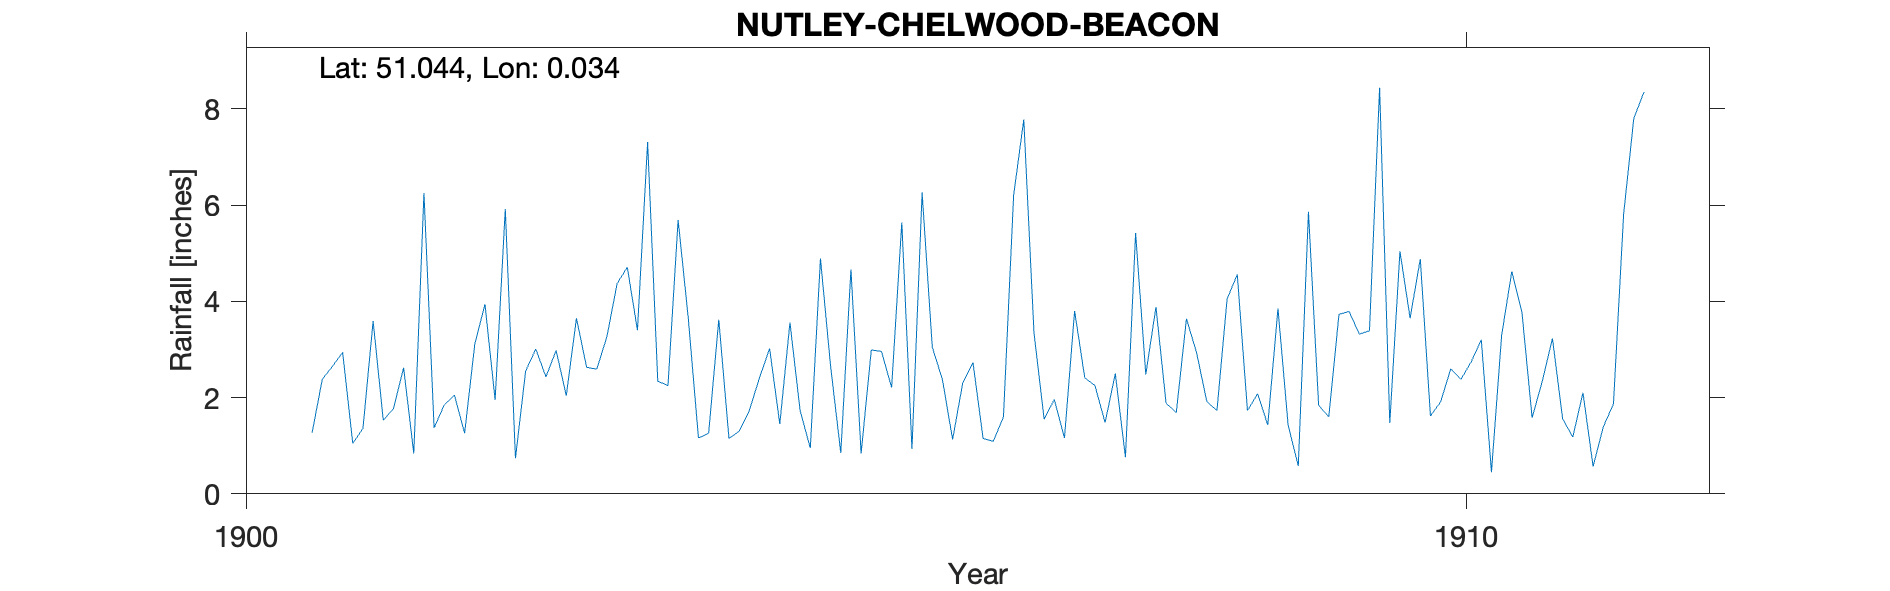 NUTLEY-CHELWOOD-BEACON
Lat: 51.044, Lon: 0.034
8
6
4
2
0
Rainfall [inches]
1900 1910
Year